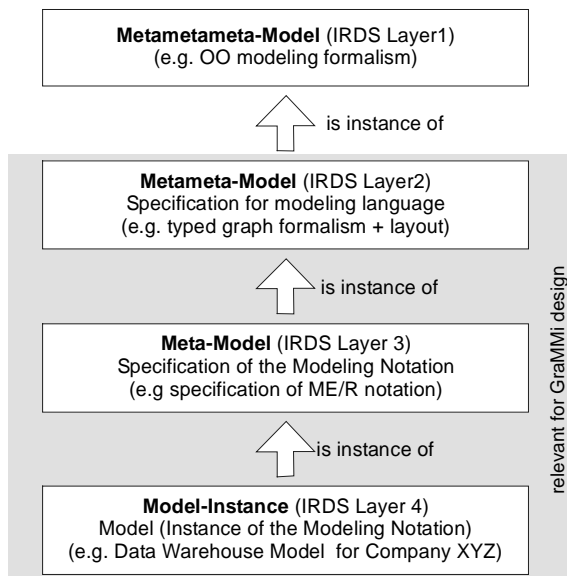 Metametameta-Model (IRDS Layer1)
(e.g. OO modeling formalism)
is instance of
Metameta-Model (IRDS Layer2)
Specification for modeling language
(e.g. typed graph formalism + layout)
is instance of
Meta-Model (IRDS Layer 3)
Specification of the Modeling Notation
(e.g specification of ME/R notation)
is instance of
Model-Instance (IRDS Layer 4)
Model (Instance of the Modeling Notation)
(e.g. Data Warehouse Model for Company XYZ)
relevant for GraMMi design